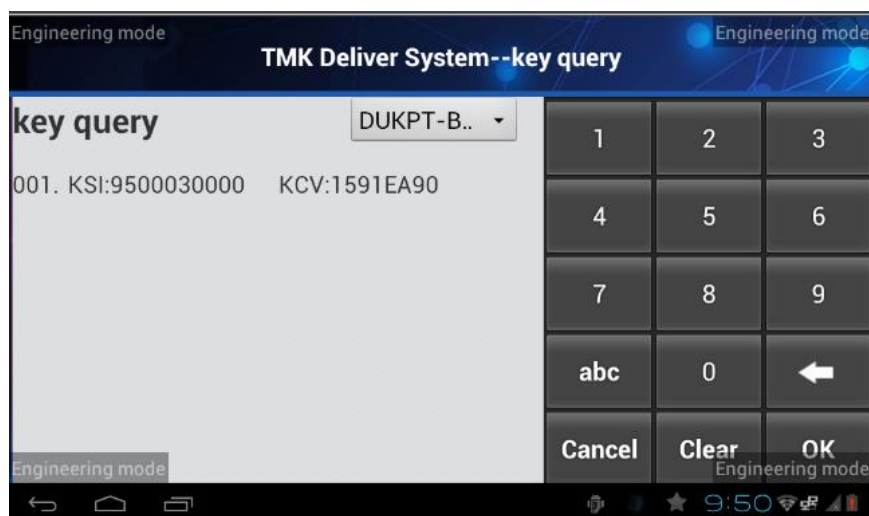 Engineering mode
Engineering mode
TMK Deliver System--key query
key query
DUKPT-B..
001. KSI:9500030000 KCV:1591EA90
1 2 3
4 5 6
7 8 9
abc 0
Cancel Clear OK
Engineering mode
Engineering mode
9:50